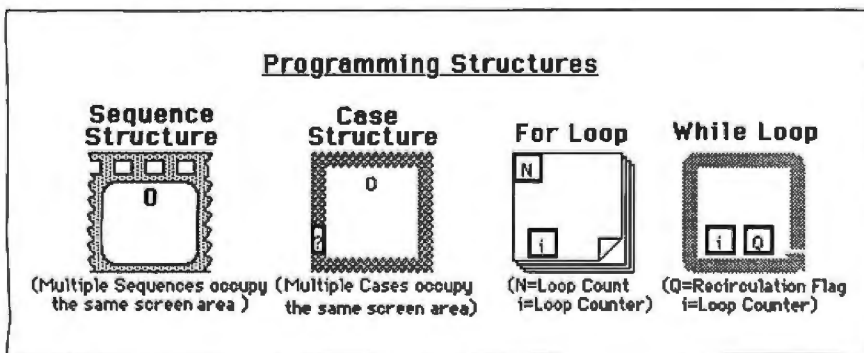 Programming Structures
Sequence
Structure
0
(Multiple Sequences occupy
the same screen area )
Case
Structure
0
?
(Multiple Cases occupy
the same screen area)
For Loop
N
i
(N=Loop Count
i=Loop Counter)
While Loop
i Q
(Q=Recirculation Flag
i=Loop Counter)